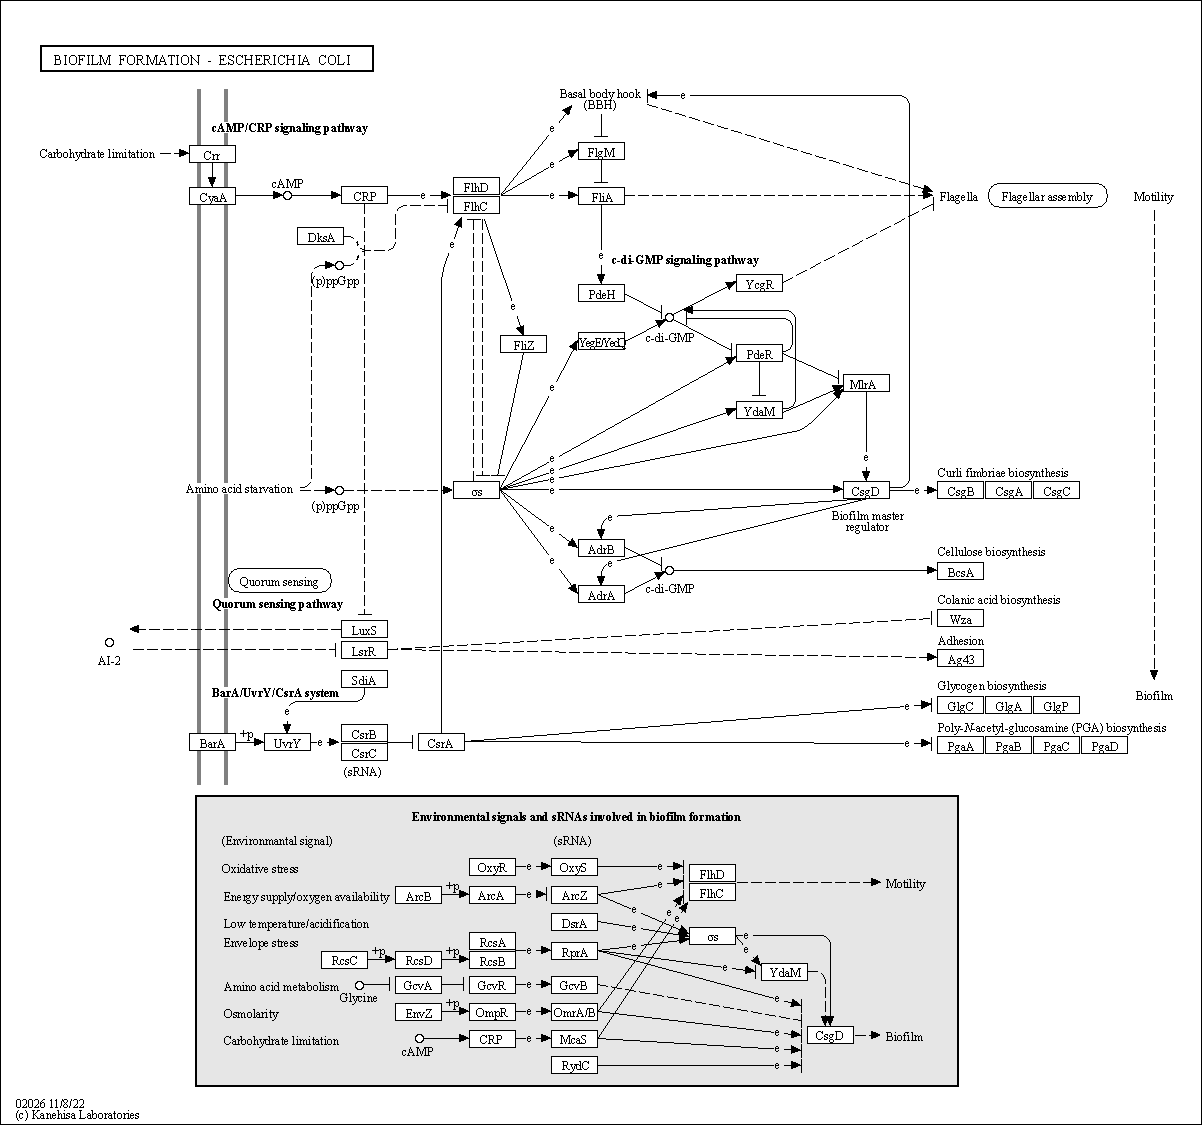 BIOFILM FORMATION - ESCHERICHIA COLI
Basal body hook
(BBH)
e
e
cAMP/CRP signaling pathway
Carbohydrate limitation
Crr
e
FlgM
cAMP
CyaA
CRP
e
FlhD
FlhC
e
FliA
Flagella
Flagellar assembly
Motility
DksA
e
(p)ppGpp
e
c-di-GMP signaling pathway
PdeH
YcgR
e
FliZ
YegE/YedQ
c-di-GMP
PdeR
e
MlrA
YdaM
e
e
e
e
Amino acid starvation
(p)ppGpp
σs
e
CsgD
e
Curli fimbriae biosynthesis
CsgB
CsgA
CsgC
Biofilm master
regulator
e
e
AdrB
e
e
AdrA
c-di-GMP
Cellulose biosynthesis
BcsA
Quorum sensing
Quorum sensing pathway
Colanic acid biosynthesis
Wza
LuxS
AI-2
LsrR
Adhesion
Ag43
SdiA
BarA/UvrY/CsrA system
e
Glycogen biosynthesis
GlgC
GlgA
GlgP
e
Biofilm
BarA
+p
UvrY
e
CsrB
CsrC
(sRNA)
CsrA
Poly-N-acetyl-glucosamine (PGA) biosynthesis
e
PgaA
PgaB
PgaC
PgaD
Environmental signals and sRNAs involved in biofilm formation
(Environmantal signal)
(sRNA)
Oxidative stress
OxyR
e
OxyS
e
FlhD
FlhC
Motility
Energy supply/oxygen availability
ArcB
+p
ArcA
e
ArcZ
e
e
e
e
Low temperature/acidification
DsrA
e
σs
e
Envelope stress
RcsC
+p
RcsD
+p
RcsA
RcsB
e
RprA
e
e
e
YdaM
Amino acid metabolism
Glycine
GcvA
GcvR
e
GcvB
e
Osmolarity
EnvZ
+p
OmpR
e
OmrA/B
e
CsgD
Biofilm
Carbohydrate limitation
cAMP
CRP
e
McaS
e
RydC
e
02026 11/8/22
(c) Kanehisa Laboratories